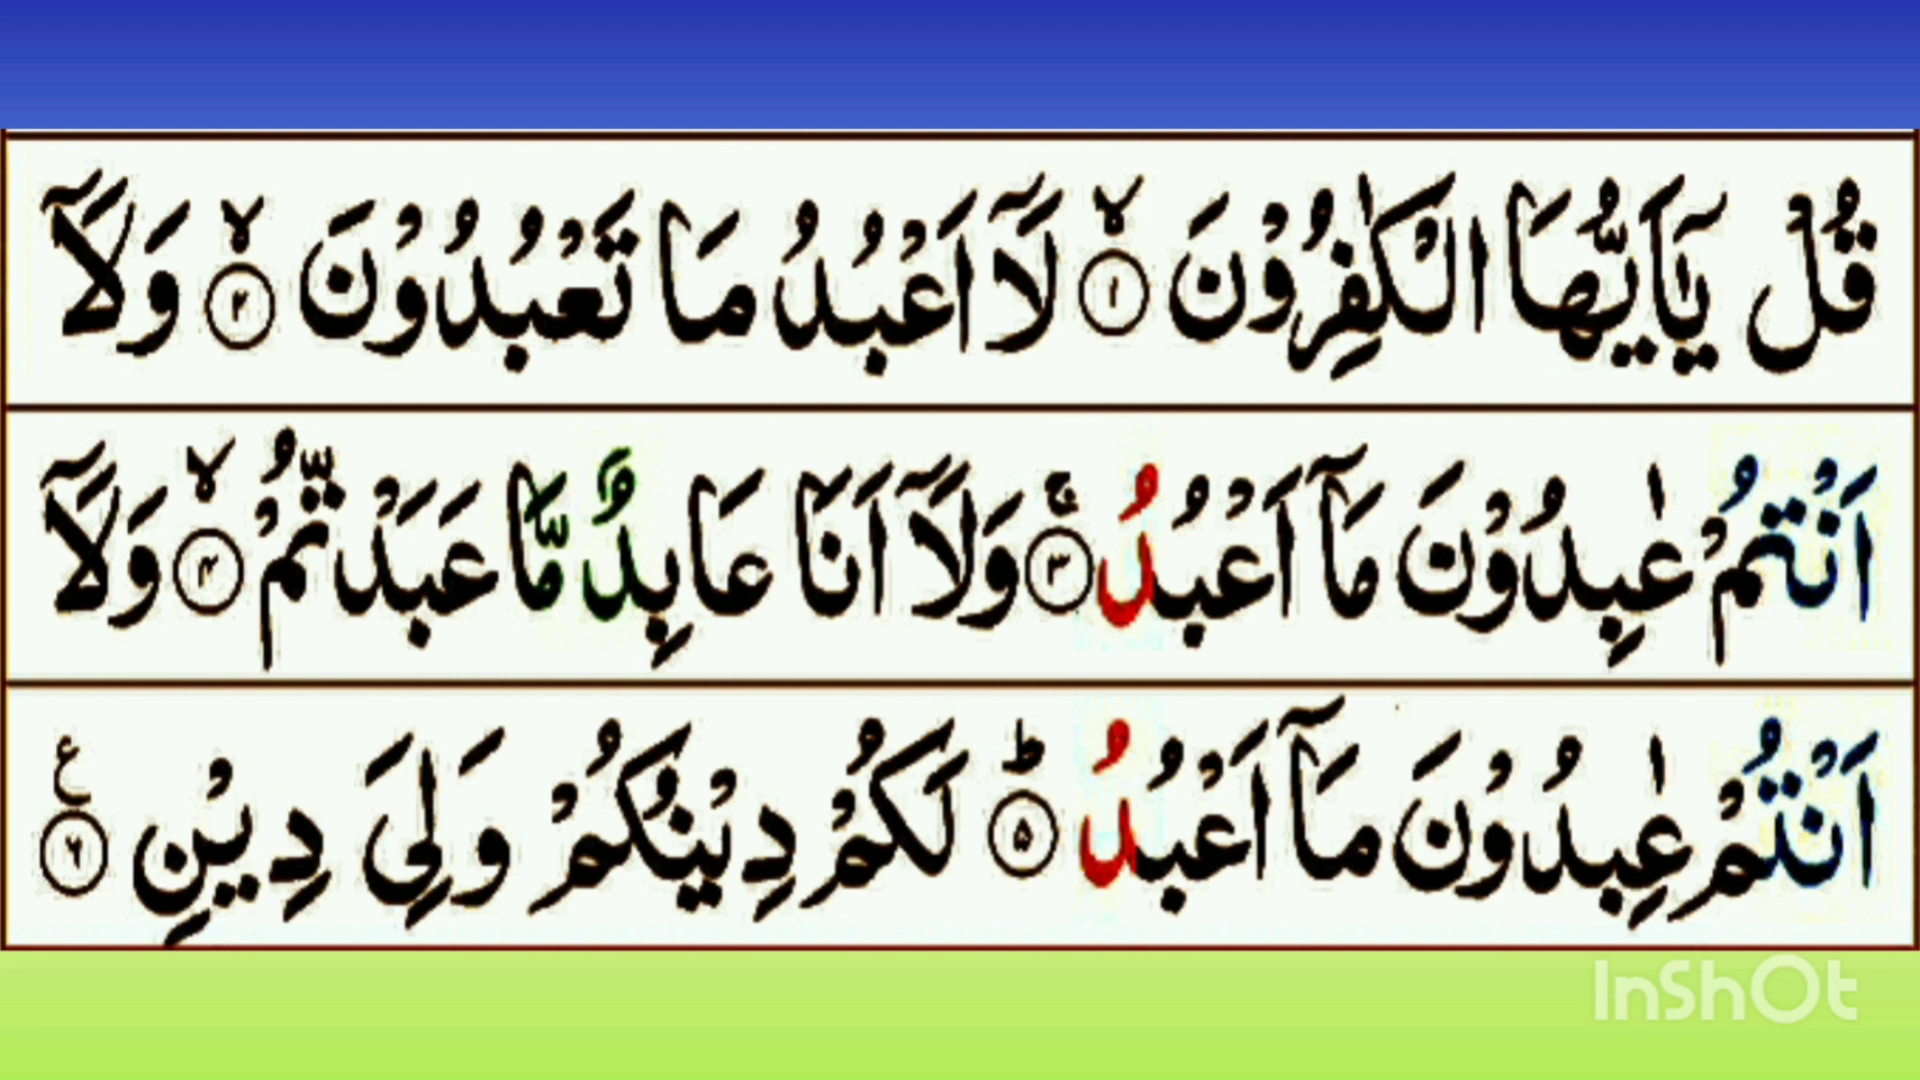 قُلْ يٰۤاَيُّهَا الْكٰفِرُوْنَ ۙ﴿۱﴾ لَاۤ اَعْبُدُ مَا تَعْبُدُوْنَ ۙ﴿۲﴾ وَلَاۤ
اَنْتُمْ عٰبِدُوْنَ مَاۤ اَعْبُدُ ۚ﴿۳﴾ وَلَاۤ اَنَا عَابِدٌ مَّا عَبَدْتُّمْ ۙ﴿۴﴾ وَلَاۤ
اَنْتُمْ عٰبِدُوْنَ مَاۤ اَعْبُدُ ؕ﴿۵﴾ لَكُمْ دِيْنُكُمْ وَلِىَ دِيْنِ ﴿۶﴾ ع
InShOt